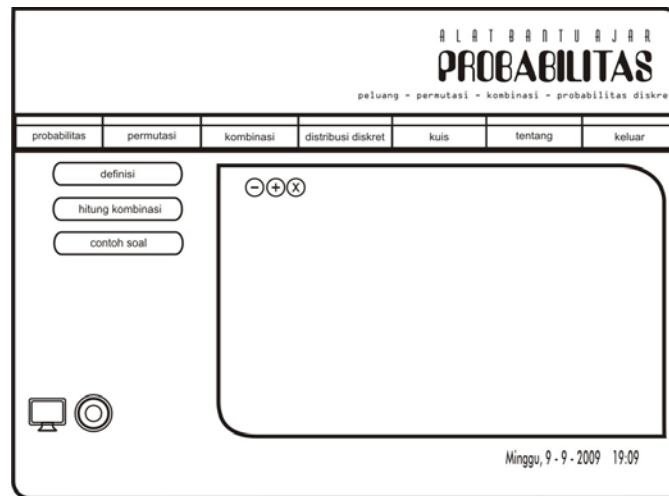 ALAT BANTU AJAR
PROBABILITAS
peluang - permutasi - kombinasi - probabilitas diskre
probabilitas permutasi kombinasi distribusi diskret kuis tentang keluar
definisi
hitung kombinasi
contoh soal
- + x
Minggu, 9 - 9 - 2009 19:09